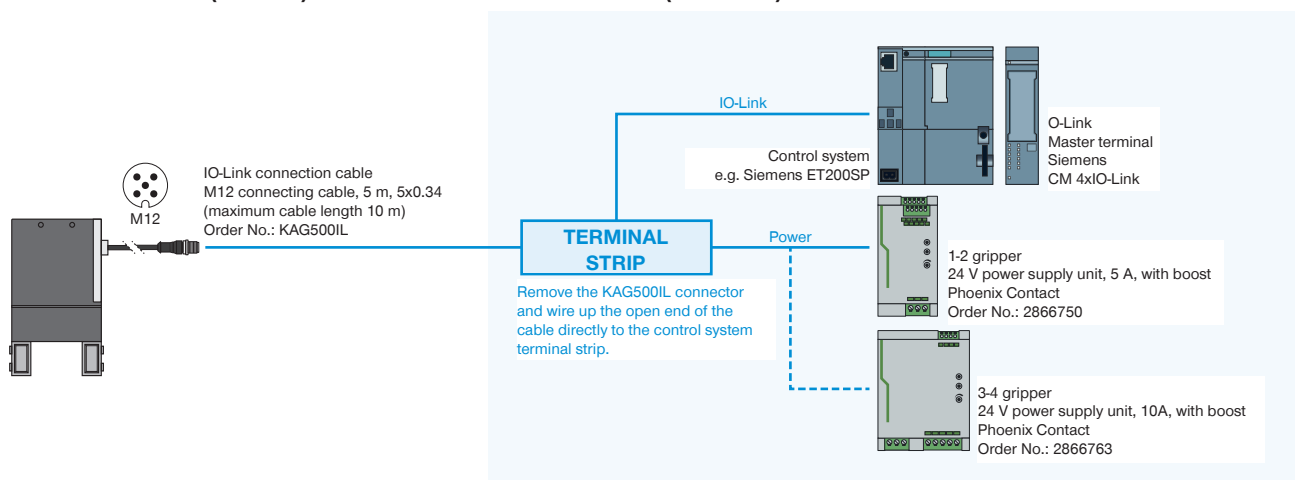 IO-Link
O-Link
Master terminal
Siemens
CM 4xIO-Link
Control system
e.g. Siemens ET200SP
IO-Link connection cable
M12 connecting cable, 5 m, 5x0.34
(maximum cable length 10 m)
Order No.: KAG500IL
M12
TERMINAL
STRIP
Power
Remove the KAG500IL connector
and wire up the open end of the
cable directly to the control system
terminal strip.
1-2 gripper
24 V power supply unit, 5 A, with boost
Phoenix Contact
Order No.: 2866750
3-4 gripper
24 V power supply unit, 10A, with boost
Phoenix Contact
Order No.: 2866763